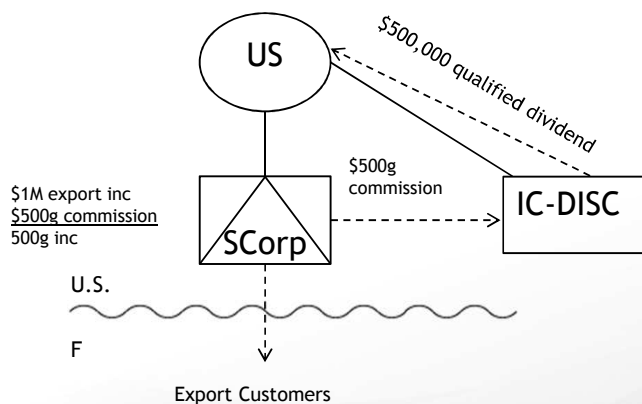 US
$500,000 qualified dividend
$1M export inc
$500g commission
500g inc
SCorp
$500g
commission
IC-DISC
U.S.
F
Export Customers